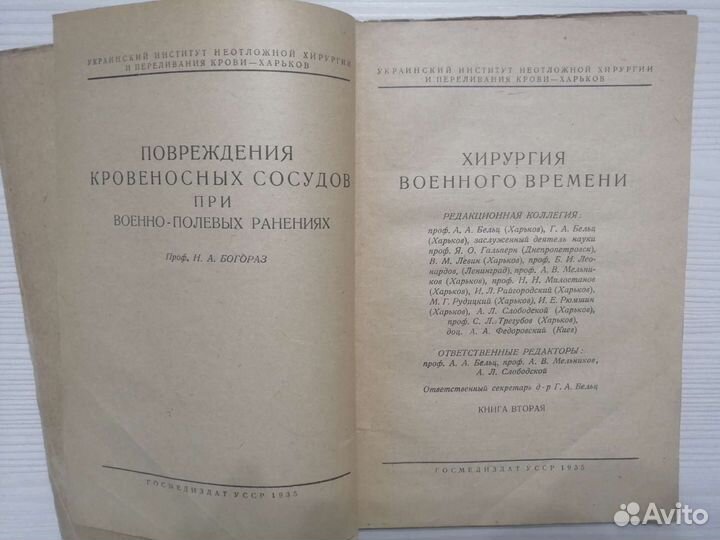 УКРАИНСКИЙ ИНСТИТУТ НЕОТЛОЖНОЙ ХИРУРГИИ
И ПЕРЕЛИВАНИЯ КРОВИ—ХАРЬКОВ
ПОВРЕЖДЕНИЯ
КРОВЕНОСНЫХ СОСУДОВ
ПРИ
ВОЕННО-ПОЛЕВЫХ РАНЕНИЯХ
Проф. Н. А. БОГОРАЗ
ГОСМЕДИЗДАТ УССР 1935
УКРАИНСКИЙ ИНСТИТУТ НЕОТЛОЖНОЙ ХИРУРГИИ
И ПЕРЕЛИВАНИЯ КРОВИ—ХАРЬКОВ
ХИРУРГИЯ
ВОЕННОГО ВРЕМЕНИ
РЕДАКЦИОННАЯ КОЛЛЕГИЯ:
проф. А. А. Бельц (Харьков), Г. А. Бельц
(Харьков), заслуженный деятель науки
проф. Я. О. Гальперн (Днепропетровск),
В. М. Левин (Харьков), проф. Б. И. Лео-
нардов, (Ленинград), проф. А. В. Мельни-
ков (Харьков), проф. Н. Н. Милостанов
(Харьков), И. Л. Райгородский (Харьков),
М. Г. Рудицкий (Харьков), И. Е. Рюмшин
(Харьков), А. Л. Слободской (Харьков),
проф. С. Л. Трегубов (Харьков),
доц. А. А. Федоровский (Киев)
ОТВЕТСТВЕННЫЕ РЕДАКТОРЫ:
проф. А. А. Бельц, проф. А. В. Мельников,
А. Л. Слободской
Ответственный секретарь д-р Г. А. Бельц
КНИГА ВТОРАЯ
ГОСМЕДИЗДАТ УССР 1935
Avito